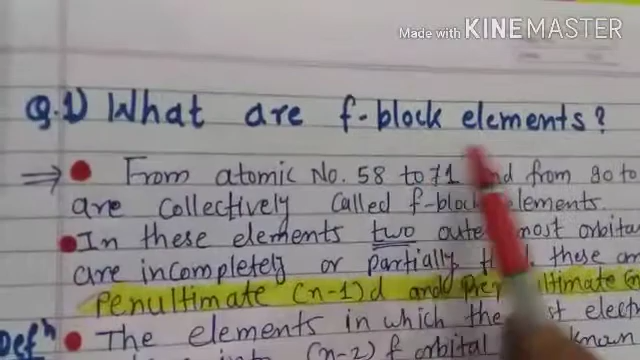 Made with KINEMASTER
Q.1) What are f-block elements?
⇒ • From atomic No. 58 to 71 and from 90 to
are collectively called f-block elements.
• In these elements two outermost
are incompletely or partially these
penultimate (n-1)d and
Defⁿ • The elements in which the
(n-2) f orbital known